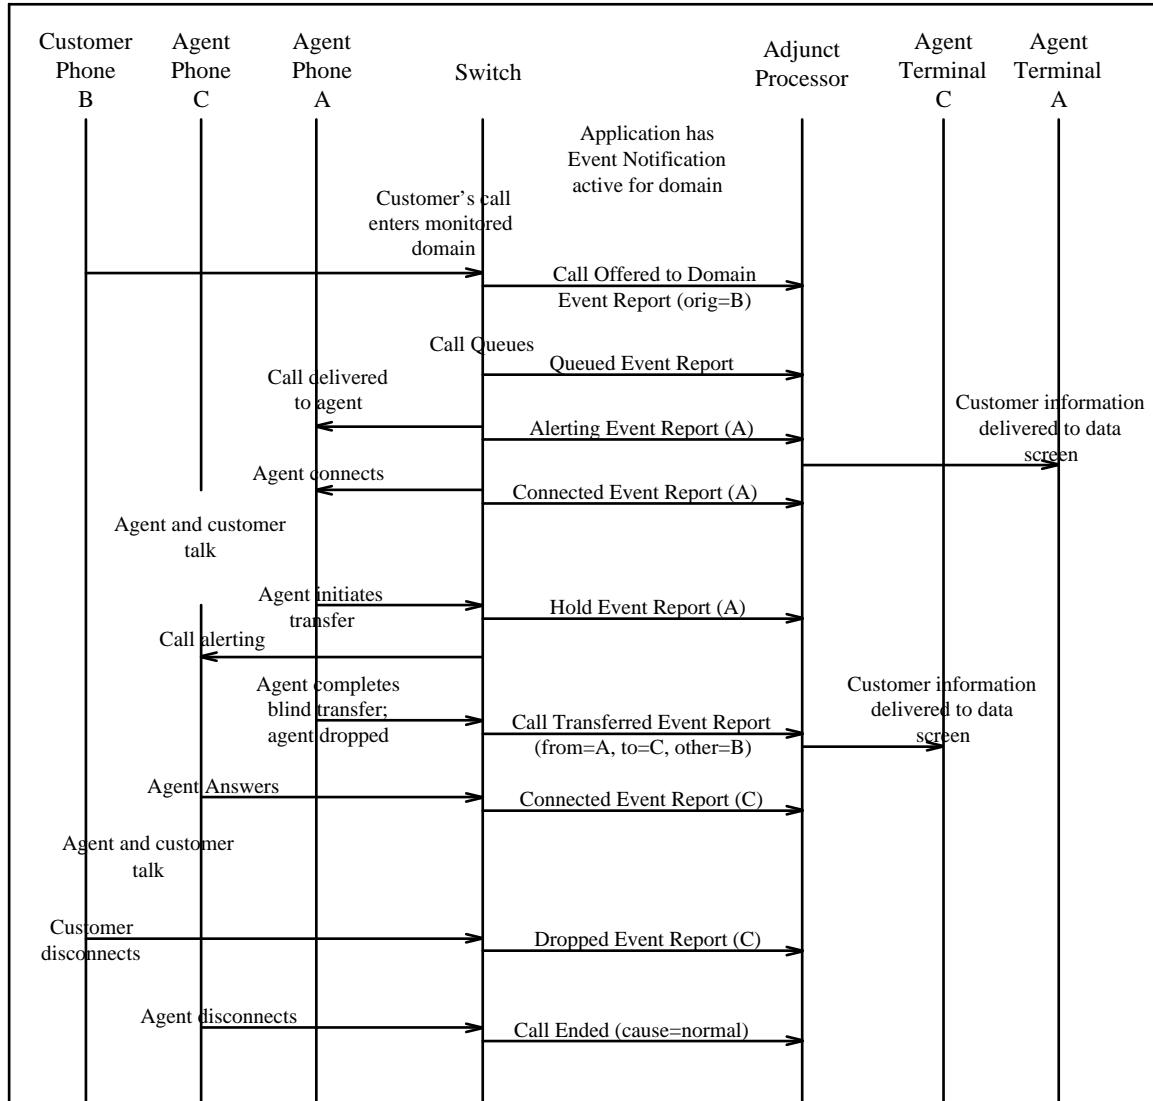 Customer
Phone
B
Agent
Phone
C
Agent
Phone
A
Switch
Adjunct
Processor
Agent
Terminal
C
Agent
Terminal
A
Application has
Event Notification
active for domain
Customer's call
enters monitored
domain
Call Offered to Domain
Event Report (orig=B)
Call Queues
Queued Event Report
Call delivered
to agent
Alerting Event Report (A)
Customer information
delivered to data
screen
Agent connects
Connected Event Report (A)
Agent and customer
talk
Agent initiates
transfer
Hold Event Report (A)
Call alerting
Agent completes
blind transfer;
agent dropped
Call Transferred Event Report
(from=A, to=C, other=B)
Customer information
delivered to data
screen
Agent Answers
Connected Event Report (C)
Agent and customer
talk
Customer
disconnects
Dropped Event Report (C)
Agent disconnects
Call Ended (cause=normal)